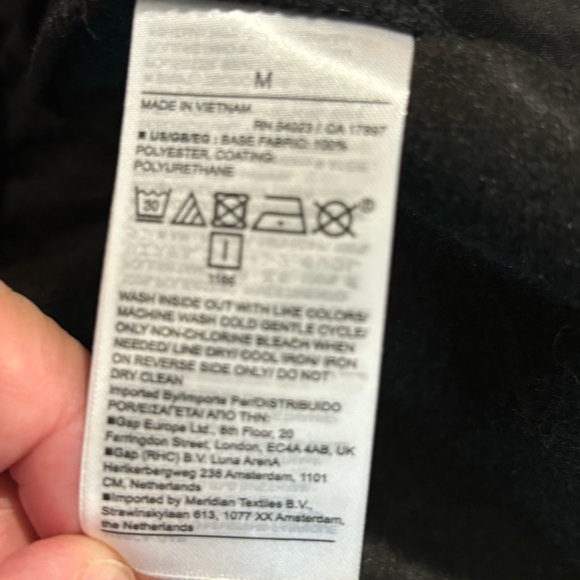 M
MADE IN VIETNAM
RN 54023 / CA 17897
■ US/GB/EG : BASE FABRIC: 100%
POLYESTER, COATING:
POLYURETHANE
30
1166
WASH INSIDE OUT WITH LIKE COLORS/
MACHINE WASH COLD GENTLE CYCLE/
ONLY NON-CHLORINE BLEACH WHEN
NEEDED/ LINE DRY/ COOL IRON/ IRON
ON REVERSE SIDE ONLY/ DO NOT
DRY CLEAN
Imported By/Importe Par/DISTRIBUIDO
POR/ΕΙΣΑΓΕΤΑΙ ΑΠΟ ΤΗΝ:
■Gap Europe Ltd., 8th Floor, 20
Farringdon Street, London, EC4A 4AB, UK
■Gap (RHC) B.V. Luna ArenA
Herikerbergweg 238 Amsterdam, 1101
CM, Netherlands
■Imported by Meridian Textiles B.V.,
Strawinskylaan 613, 1077 XX Amsterdam,
the Netherlands